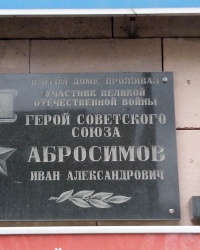 В ЭТОМ ДОМЕ ПРОЖИВАЛ
УЧАСТНИК ВЕЛИКОЙ
ОТЕЧЕСТВЕННОЙ ВОЙНЫ
ГЕРОЙ СОВЕТСКОГО
СОЮЗА
АБРОСИМОВ
ИВАН АЛЕКСАНДРОВИЧ